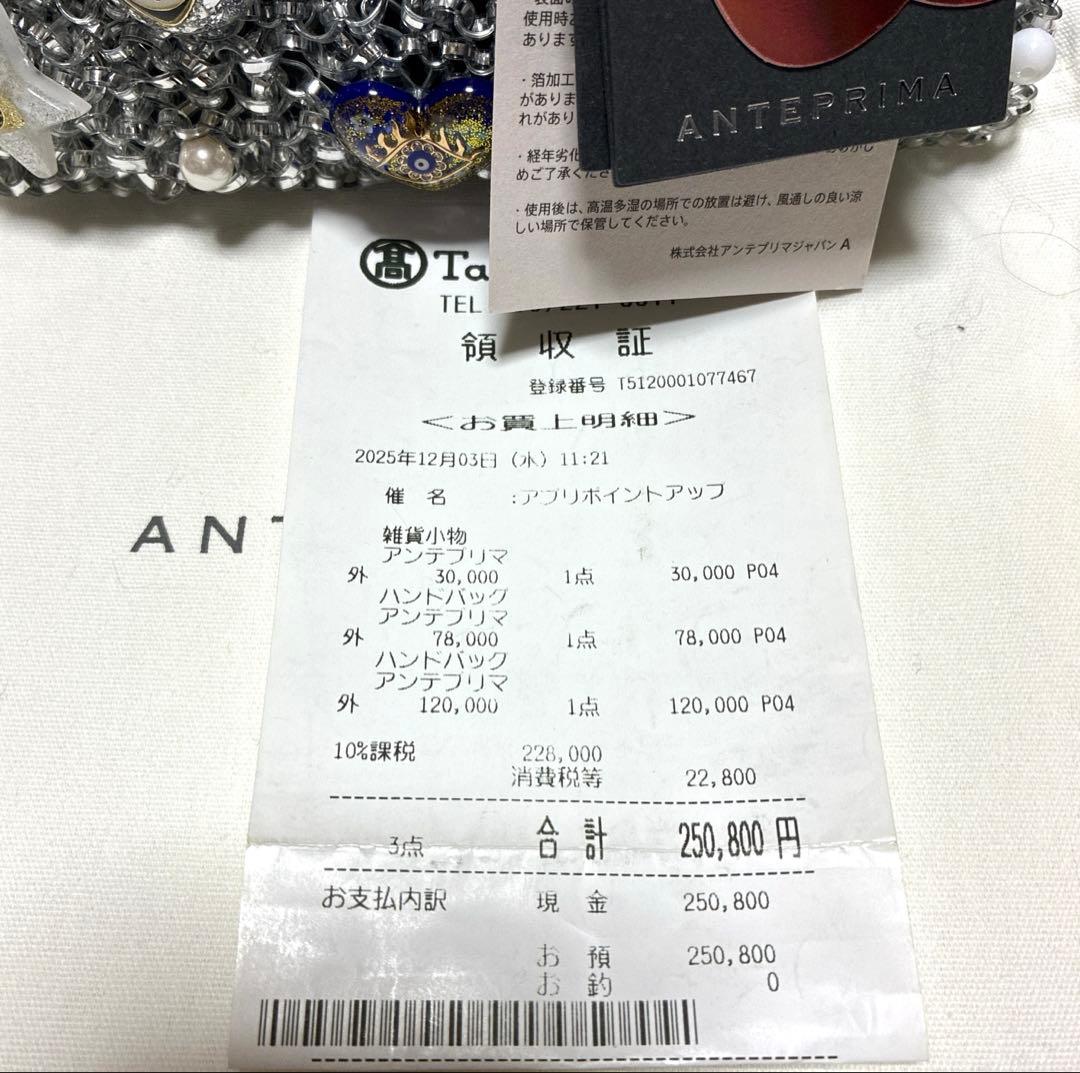 使用時
あります
・箔加工
がありま
れがあり
・経年劣化
めご了承くださ
・使用後は、高温多湿の場所での放置は避け、風通しの良い涼
しい場所で保管してください。
株式会社アンテプリマジャパン A
ANTEPRIMA
髙 Ta
TEL
領収証
登録番号 T5120001077467
<お買上明細>
2025年12月03日(水) 11:21
催 名 :アプリポイントアップ
雑貨小物
アンテプリマ
外 30,000 1点 30,000 P04
ハンドバッグ
アンテプリマ
外 78,000 1点 78,000 P04
ハンドバッグ
アンテプリマ
外 120,000 1点 120,000 P04
10%課税 228,000
消費税等 22,800
3点 合 計 250,800円
お支払内訳 現 金 250,800
お 預 250,800
お 釣 0
AN